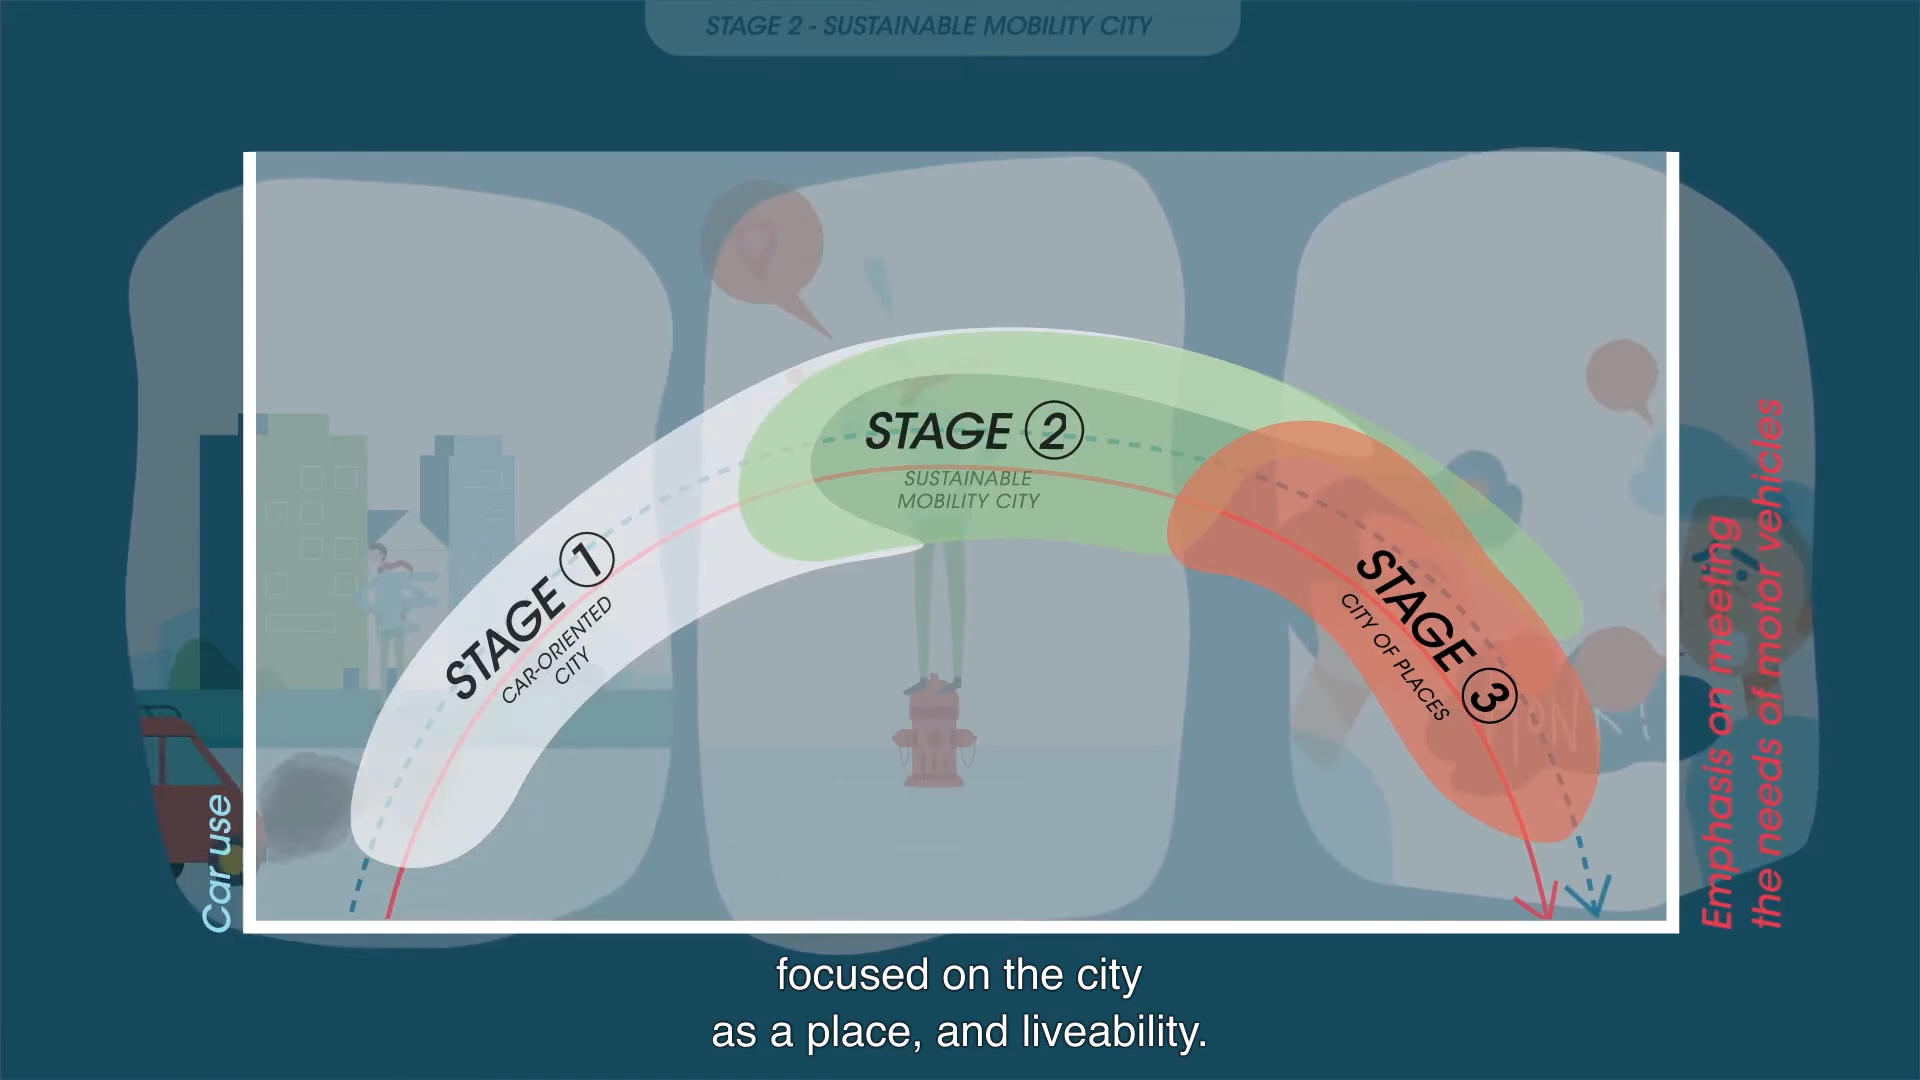 STAGE 2 - SUSTAINABLE MOBILITY CITY
STAGE 1
CAR-ORIENTED
CITY
STAGE 2
SUSTAINABLE
MOBILITY CITY
STAGE 3
CITY OF PLACES
Car use
Emphasis on meeting
the needs of motor vehicles
focused on the city
as a place, and liveability.